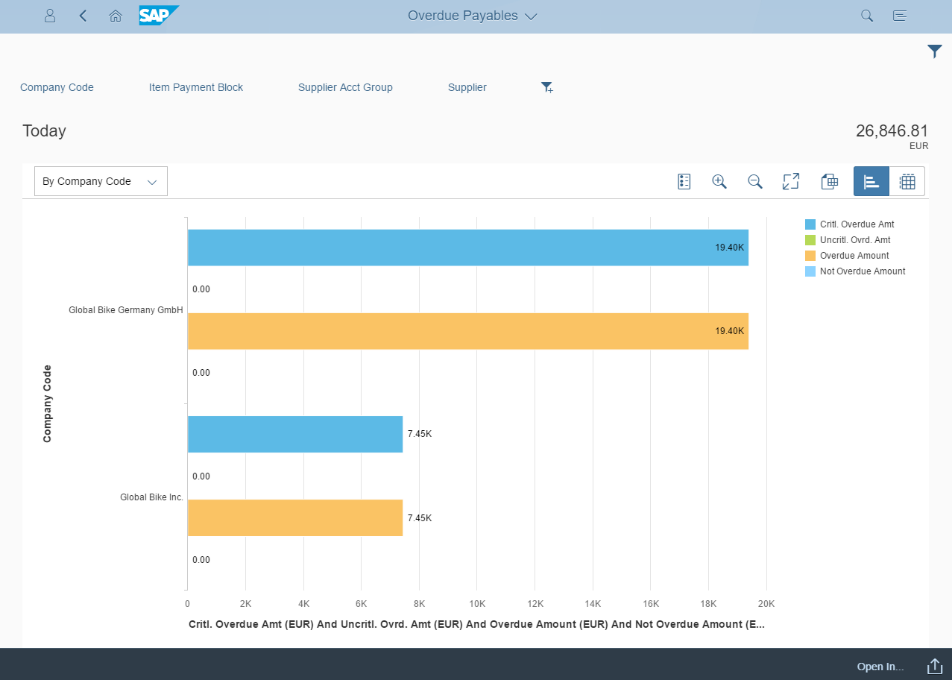 SAP
Overdue Payables
Company Code Item Payment Block Supplier Acct Group Supplier
Today 26,846.81
EUR
By Company Code
Critl. Overdue Amt
Uncritl. Ovrd. Amt
Overdue Amount
Not Overdue Amount
Company Code
Global Bike Germany GmbH
19.40K
0.00
19.40K
0.00
Global Bike Inc.
7.45K
0.00
7.45K
0.00
0 2K 4K 6K 8K 10K 12K 14K 16K 18K 20K
Critl. Overdue Amt (EUR) And Uncritl. Ovrd. Amt (EUR) And Overdue Amount (EUR) And Not Overdue Amount (E...
Open In...